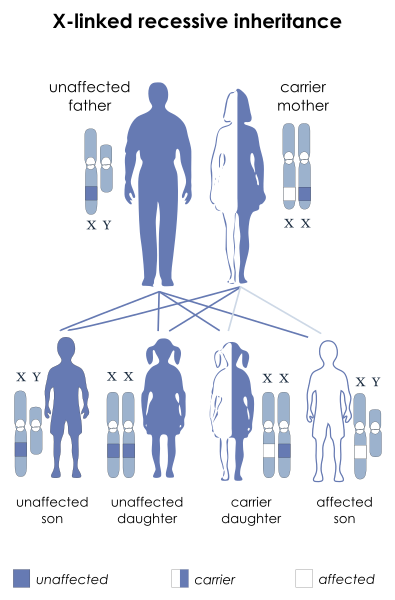 X-linked recessive inheritance
unaffected
father
carrier
mother
X Y
X X
X Y
X X
X X
X Y
unaffected
son
unaffected
daughter
carrier
daughter
affected
son
unaffected
carrier
affected